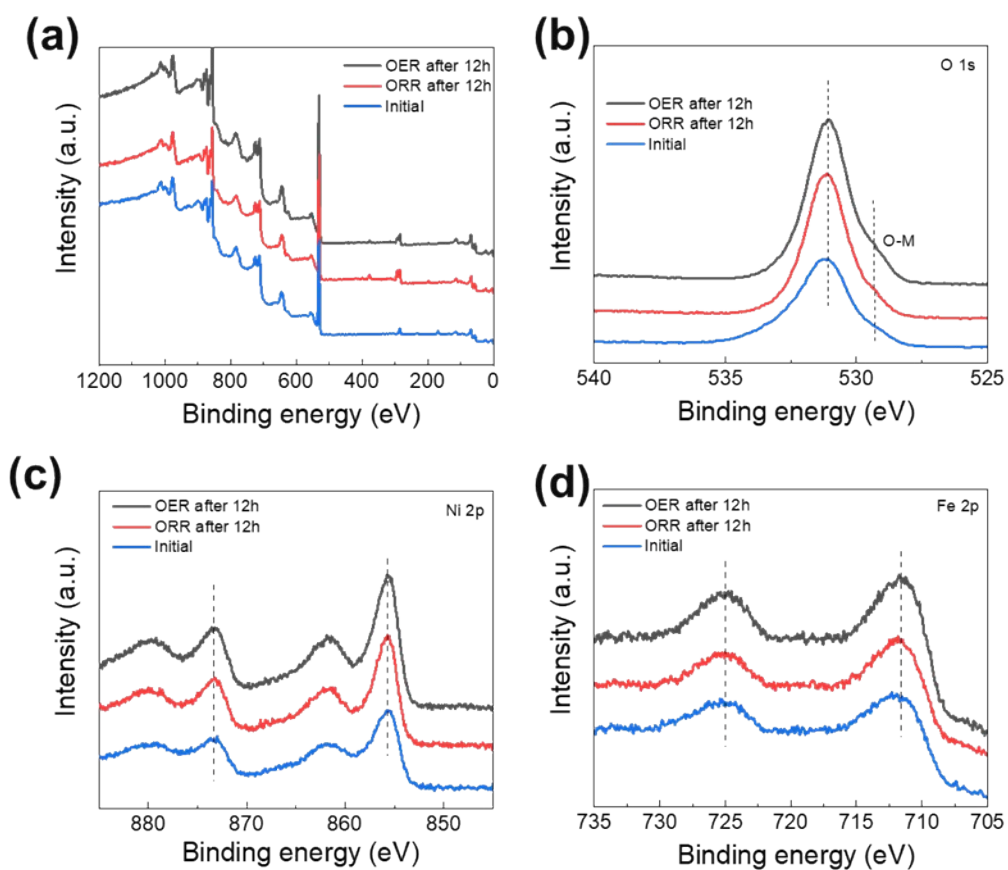 (a)
OER after 12h
ORR after 12h
Initial
Intensity (a.u.)
1200 1000 800 600 400 200 0
Binding energy (eV)
(b)
O 1s
OER after 12h
ORR after 12h
Initial
O-M
Intensity (a.u.)
540 535 530 525
Binding energy (eV)
(c)
OER after 12h
ORR after 12h
Initial
Ni 2p
Intensity (a.u.)
880 870 860 850
Binding energy (eV)
(d)
OER after 12h
ORR after 12h
Initial
Fe 2p
Intensity (a.u.)
735 730 725 720 715 710 705
Binding energy (eV)